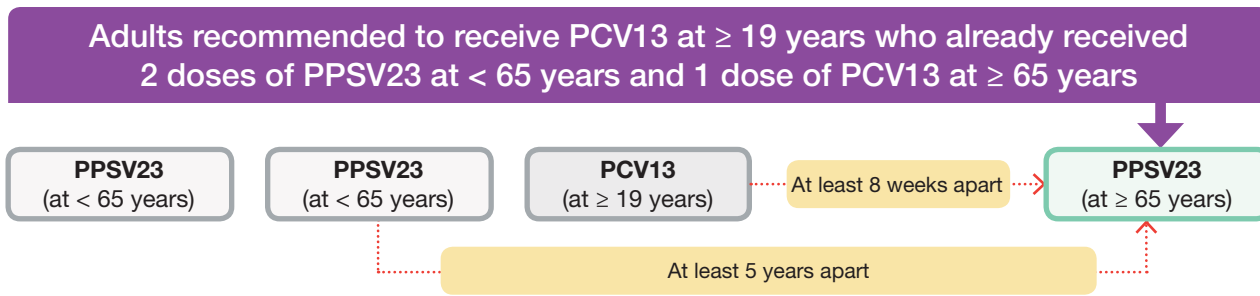 Adults recommended to receive PCV13 at ≥ 19 years who already received
2 doses of PPSV23 at < 65 years and 1 dose of PCV13 at ≥ 65 years
PPSV23
(at < 65 years)
PPSV23
(at < 65 years)
PCV13
(at ≥ 19 years)
At least 8 weeks apart
PPSV23
(at ≥ 65 years)
At least 5 years apart